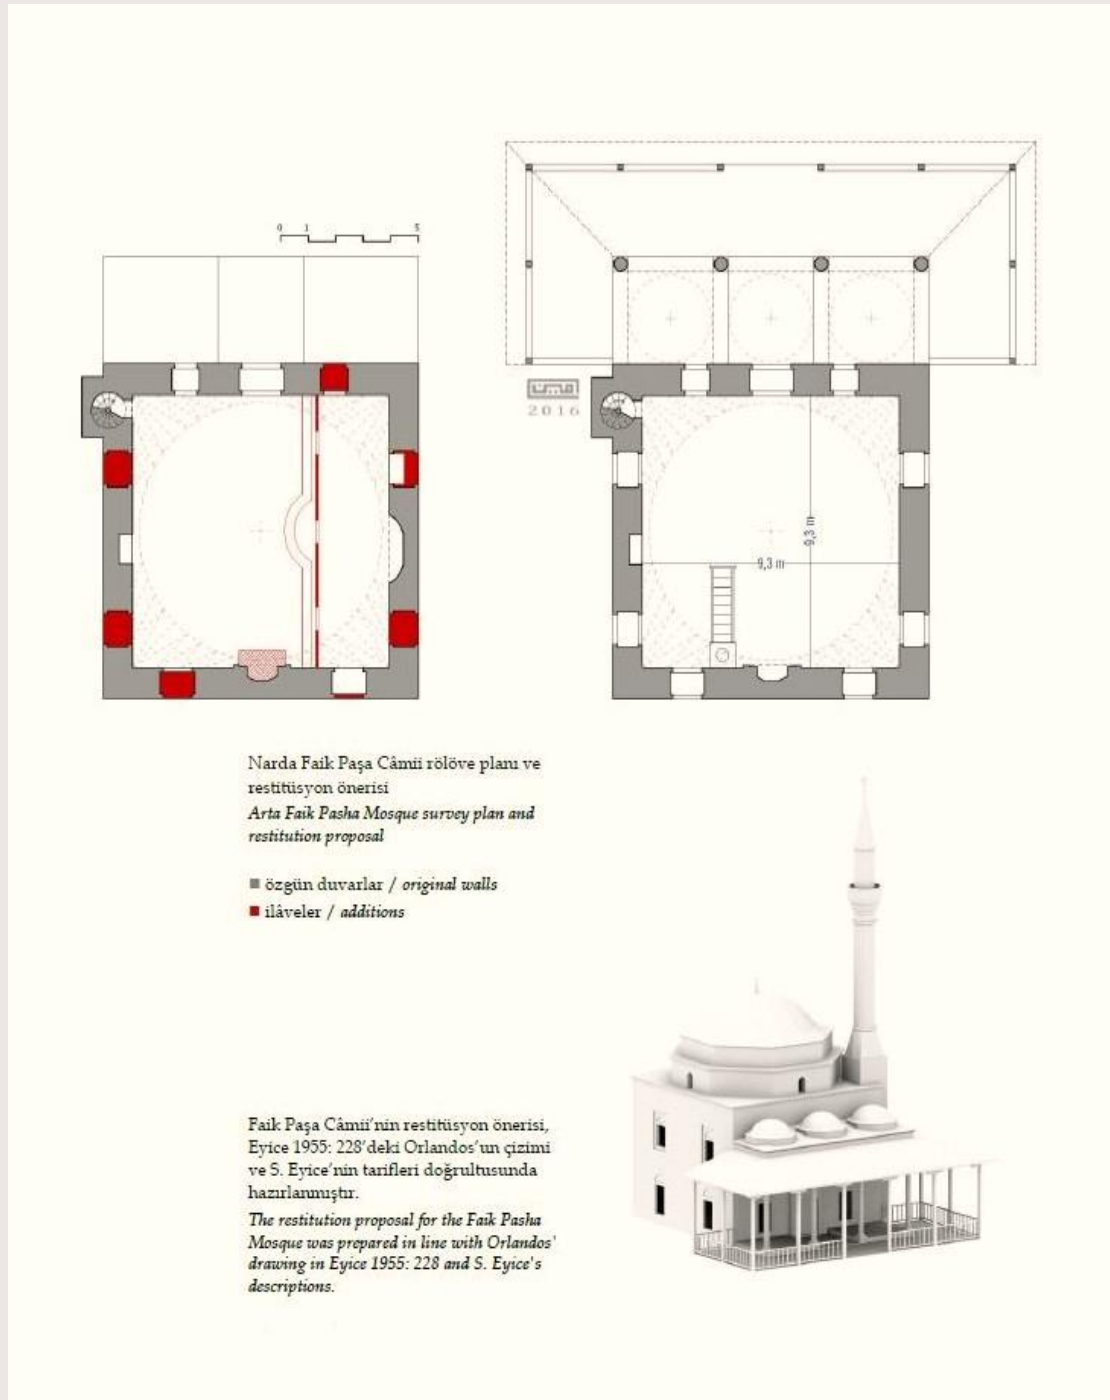 0 1 5
2016
9,3 m
9,3 m
Narda Faik Paşa Câmii rölöve planı ve
restitüsyon önerisi
Arta Faik Pasha Mosque survey plan and
restitution proposal
özgün duvarlar / original walls
ilâveler / additions
Faik Paşa Câmii'nin restitüsyon önerisi,
Eyice 1955: 228'deki Orlandos'un çizimi
ve S. Eyice'nin tarifleri doğrultusunda
hazırlanmıştır.
The restitution proposal for the Faik Pasha
Mosque was prepared in line with Orlandos'
drawing in Eyice 1955: 228 and S. Eyice's
descriptions.